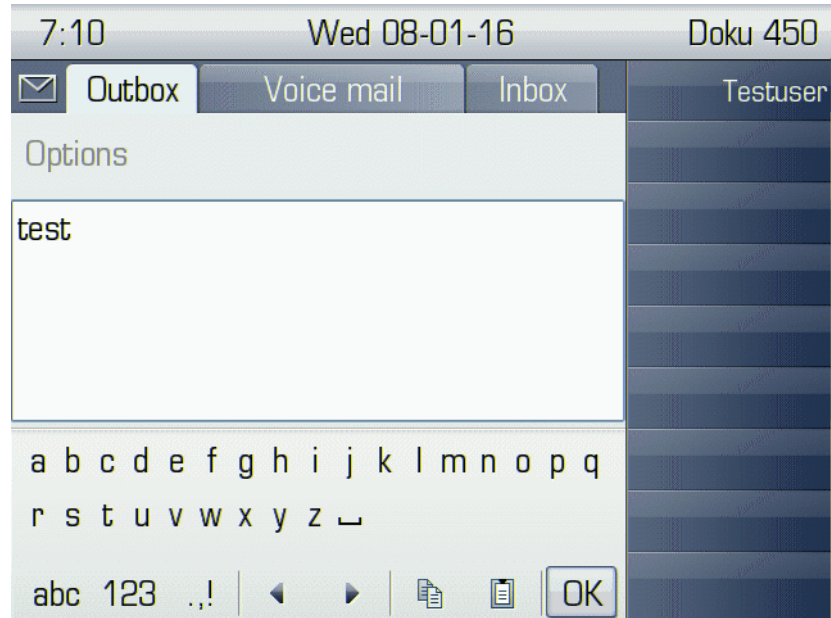 7:10 Wed 08-01-16 Doku 450
Outbox Voice mail Inbox Testuser
Options
test
a b c d e f g h i j k l m n o p q
r s t u v w x y z ⎵
abc 123 .,! OK